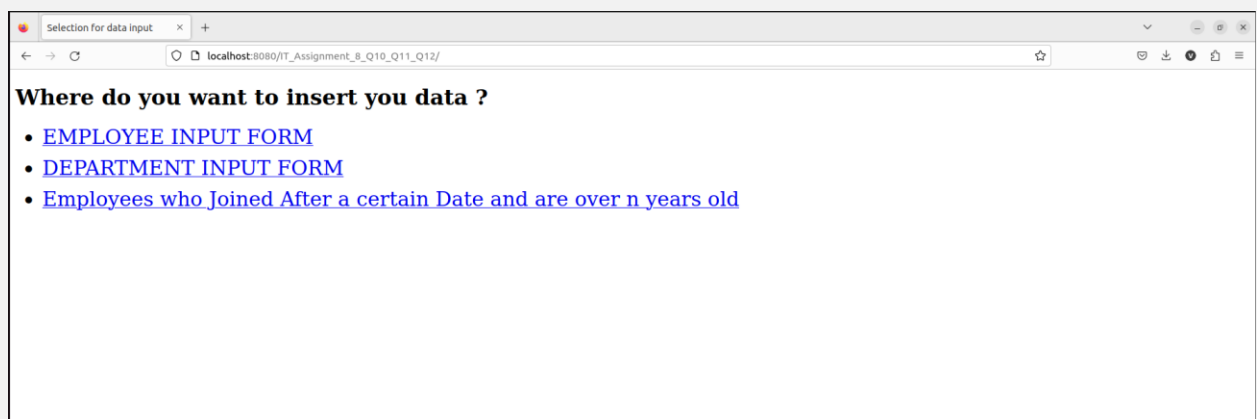 Selection for data input
localhost:8080/IT_Assignment_8_Q10_Q11_Q12/
Where do you want to insert you data ?
EMPLOYEE INPUT FORM
DEPARTMENT INPUT FORM
Employees who Joined After a certain Date and are over n years old